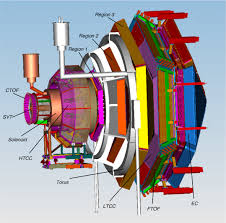 Region 3
Region 2
Region 1
CTOF
SVT
Solenoid
HTCC
Torus
LTCC
FTOF
EC